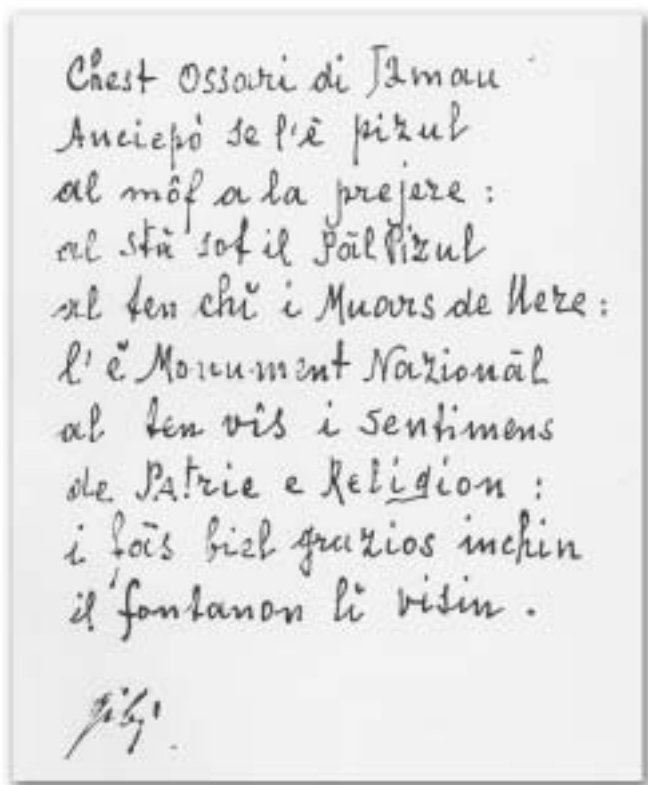 Chest Ossari di Tamau
Anciepò se l'è pizul
al môf a la prejere :
al stà sot il Pâl Pizul
al ten chì i Muars de Uere :
l' è Monument Nazionâl
al ten vîs i Sentimens
de Patrie e Religion :
i fâs biel grazios inchin
il fontanon lì visin .